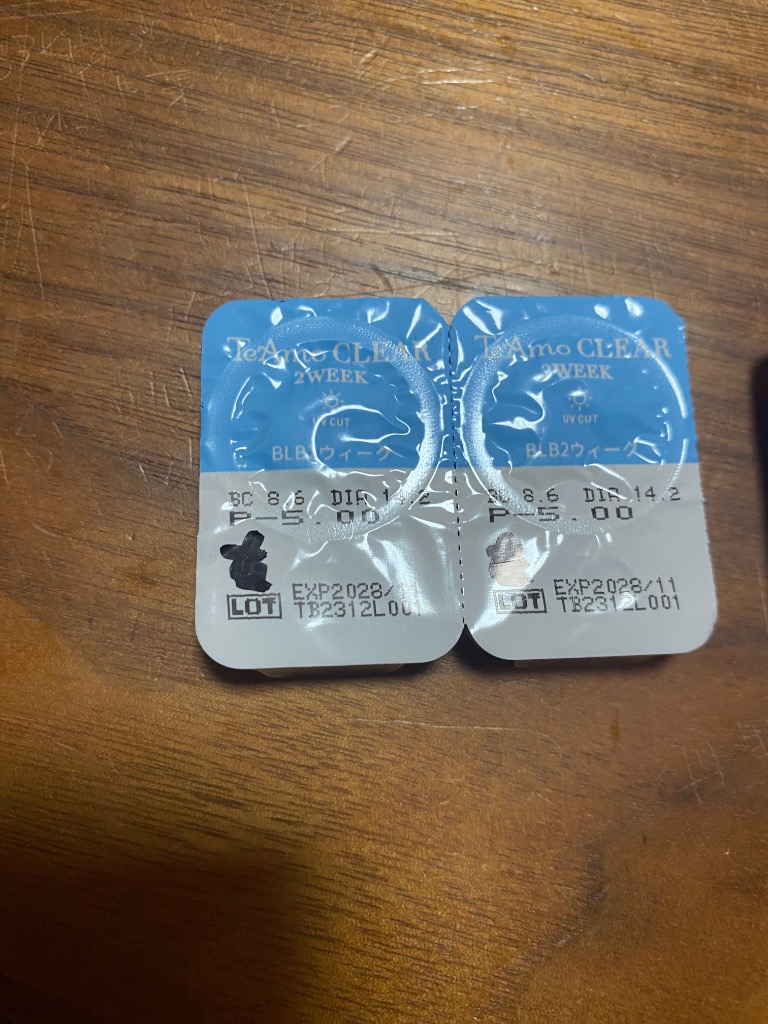 TeAmo CLEAR
2WEEK
UV CUT
BLB2ウィーク
BC 8.6 DIA 14.2
P-5.00
LOT
EXP2028/11
TB2312L001
TeAmo CLEAR
2WEEK
UV CUT
BLB2ウィーク
BC 8.6 DIA 14.2
P-5.00
LOT
EXP2028/11
TB2312L001